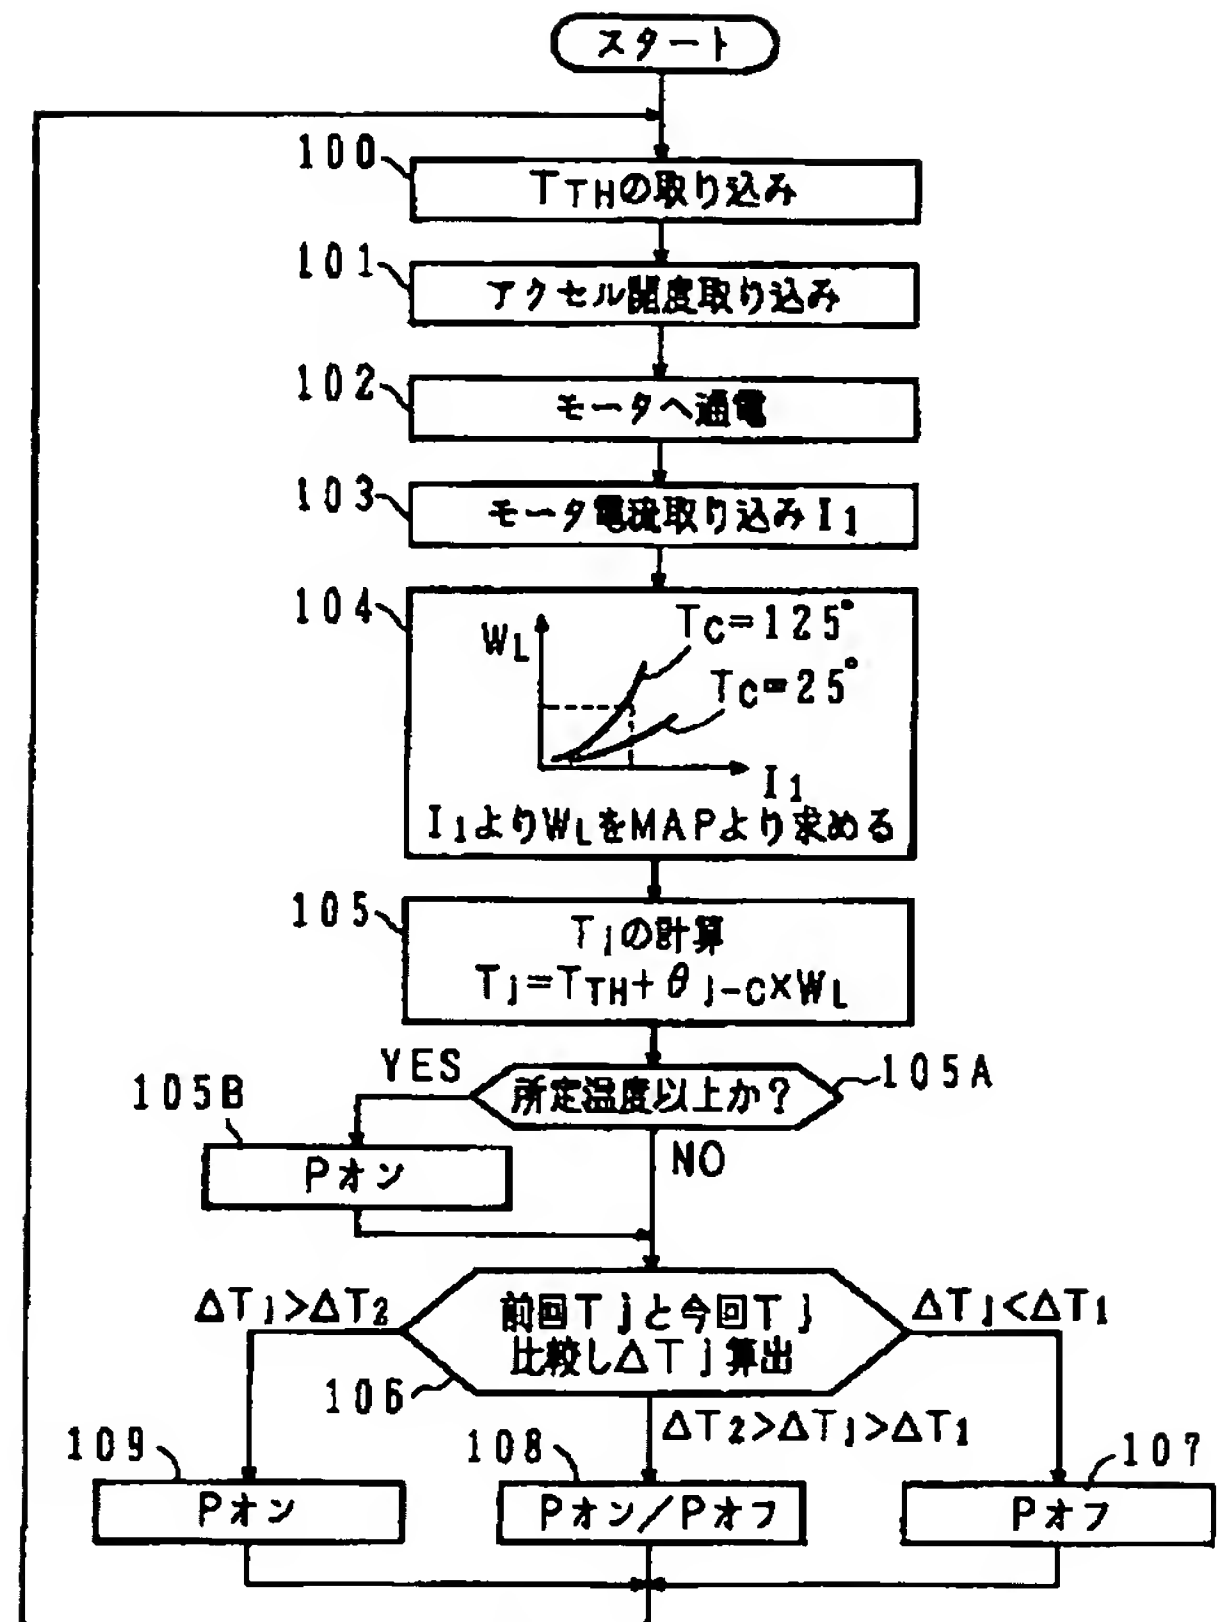 スタート
100
TTHの取り込み
101
アクセル開度取り込み
102
モータへ通電
103
モータ電流取り込みI1
104
WL
TC=125°
TC=25°
I1
I1よりWLをMAPより求める
105
Tjの計算
Tj=TTH+θj-C×WL
YES
105A
所定温度以上か?
105B
NO
Pオン
ΔTj>ΔT2
前回Tjと今回Tj
比較しΔTj算出
ΔTj<ΔT1
106
ΔT2>ΔTj>ΔT1
109
108
107
Pオン
Pオン/Pオフ
Pオフ